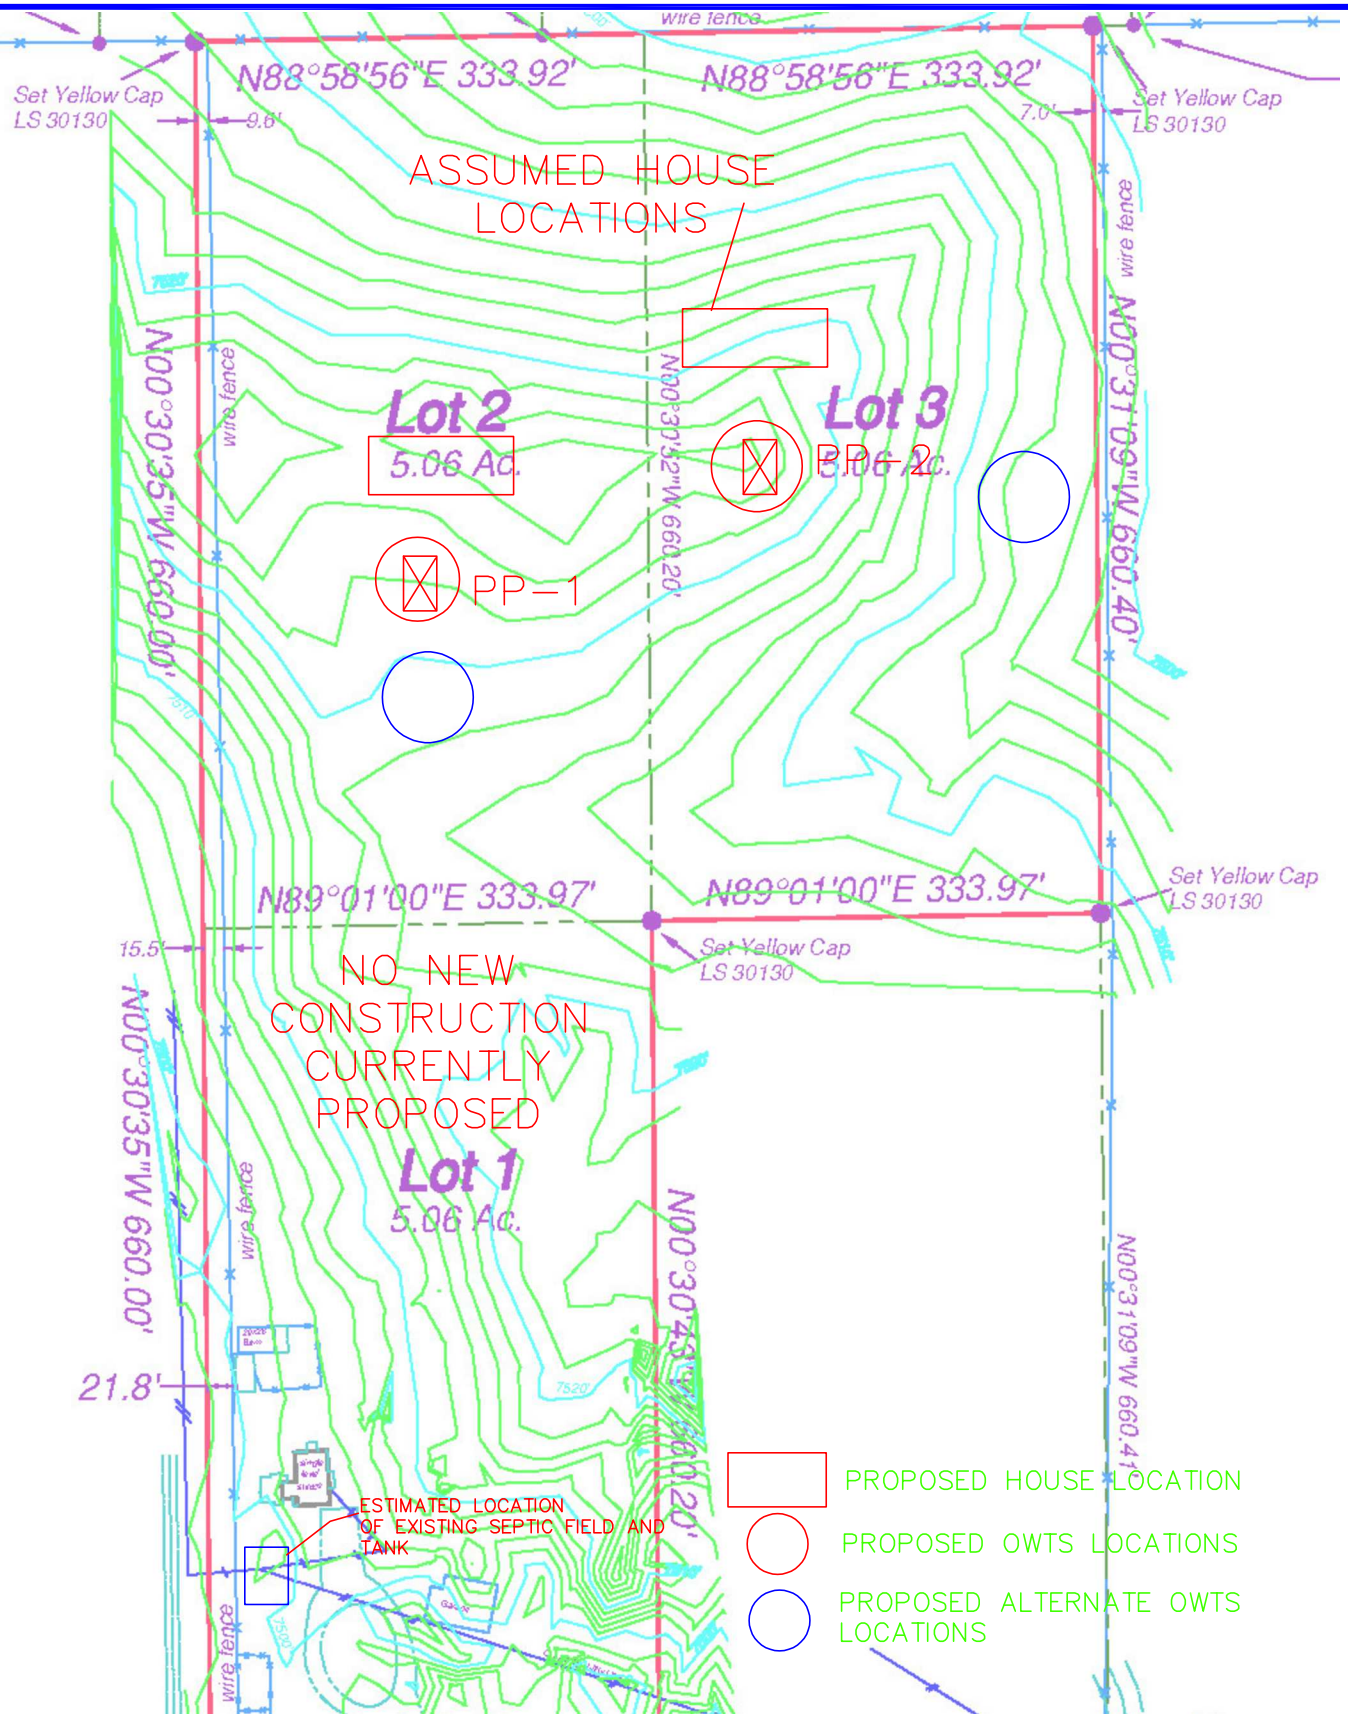 wire fence
N88°58'56"E 333.92'
N88°58'56"E 333.92'
Set Yellow Cap
LS 30130
9.6'
7.0'
Set Yellow Cap
LS 30130
ASSUMED HOUSE
LOCATIONS
wire fence
7520'
N00°30'35"W 660.00'
wire fence
N00°30'52"W 660.20'
N00°31'09"W 660.40'
Lot 2
5.06 Ac.
Lot 3
5.06 Ac.
PP-2
PP-1
7510'
N89°01'00"E 333.97'
N89°01'00"E 333.97'
Set Yellow Cap
LS 30130
15.5'
Set Yellow Cap
LS 30130
NO NEW
CONSTRUCTION
CURRENTLY
PROPOSED
N00°30'35"W 660.00'
wire fence
Lot 1
5.06 Ac.
N00°31'09"W 660.41'
21.8'
7520'
ESTIMATED LOCATION
OF EXISTING SEPTIC FIELD AND
TANK
PROPOSED HOUSE LOCATION
PROPOSED OWTS LOCATIONS
PROPOSED ALTERNATE OWTS
LOCATIONS
7500'
wire fence